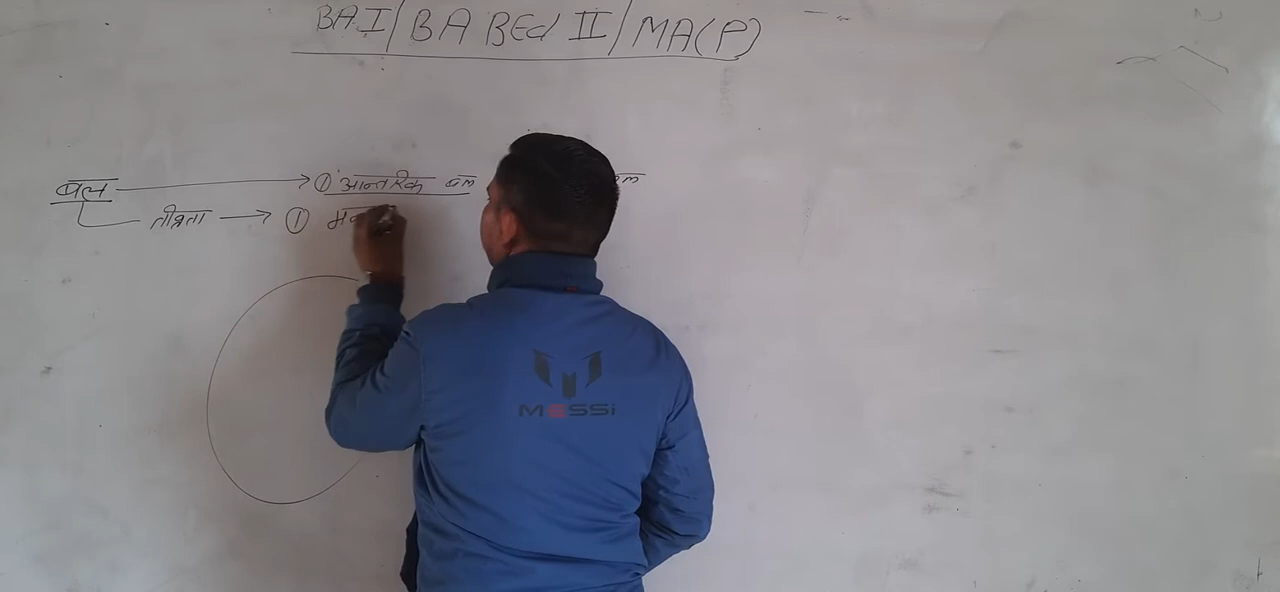 BA I / BA BEd II / MA(P)
बल → ① आन्तरिक बल
तीव्रता → ①
MESSi